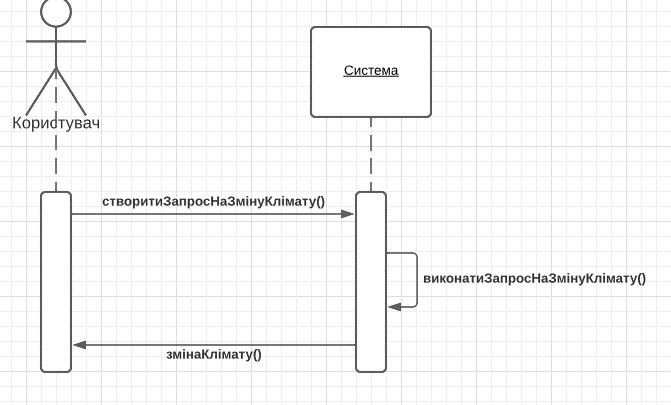 Система
Користувач
створитиЗапросНаЗмінуКлімату()
виконатиЗапросНаЗмінуКлімату()
змінаКлімату()